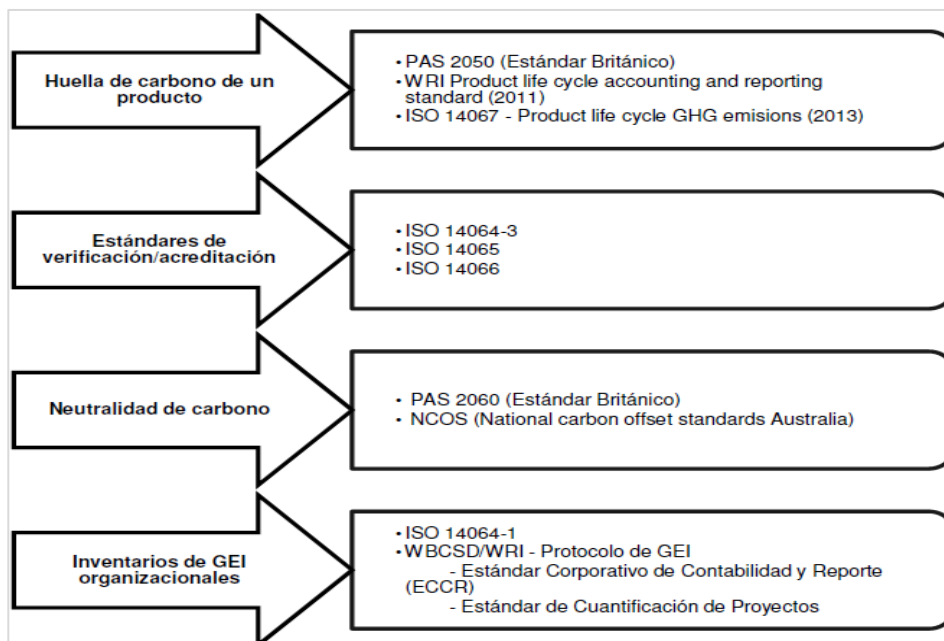 Huella de carbono de un
producto
• PAS 2050 (Estándar Británico)
• WRI Product life cycle accounting and reporting
standard (2011)
• ISO 14067 - Product life cycle GHG emissions (2013)
Estándares de
verificación/acreditación
• ISO 14064-3
• ISO 14065
• ISO 14066
Neutralidad de carbono
• PAS 2060 (Estándar Británico)
• NCOS (National carbon offset standards Australia)
Inventarios de GEI
organizacionales
• ISO 14064-1
• WBCSD/WRI - Protocolo de GEI
- Estándar Corporativo de Contabilidad y Reporte
(ECCR)
- Estándar de Cuantificación de Proyectos